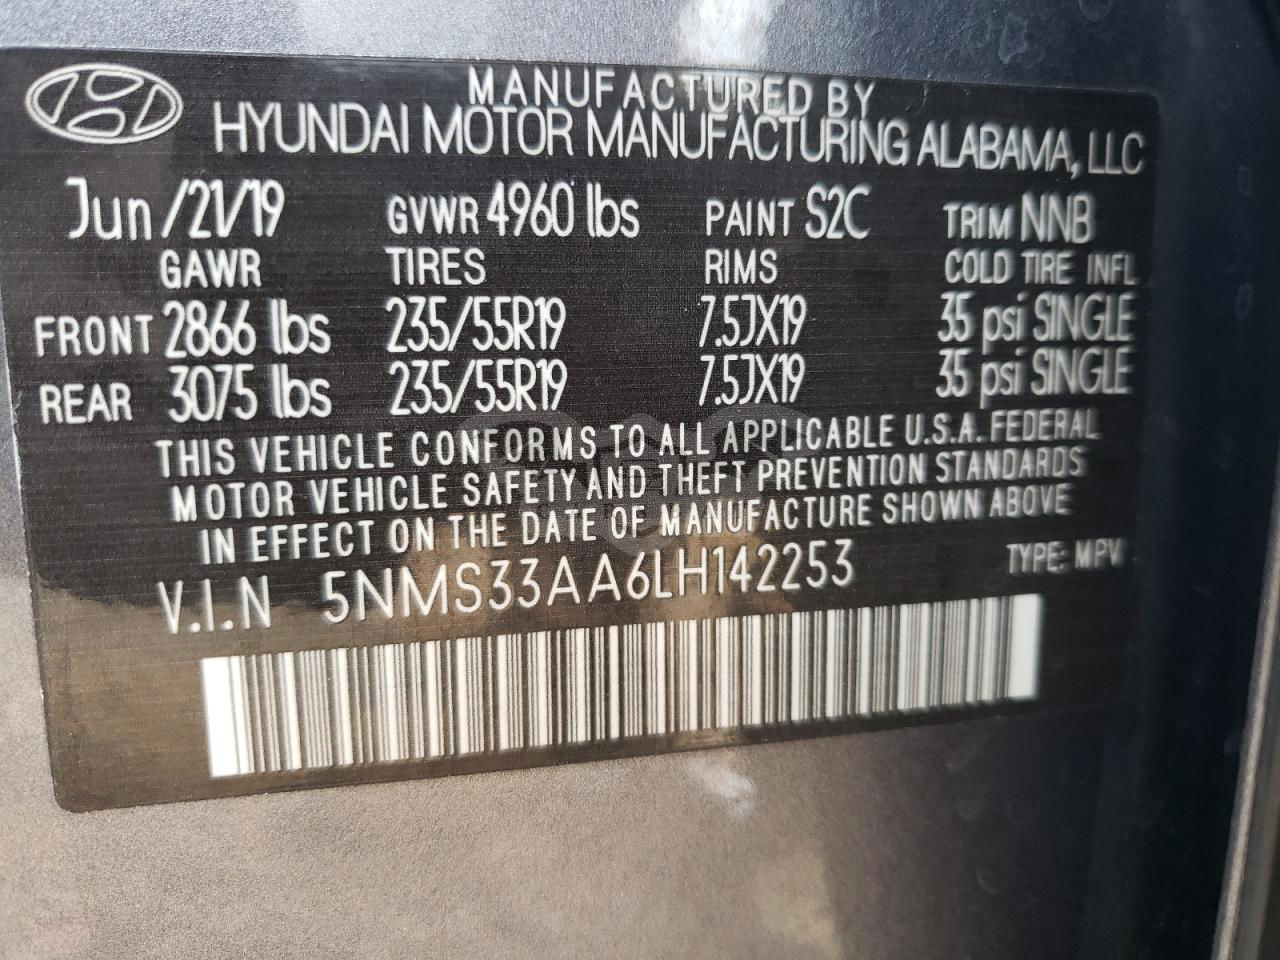 MANUFACTURED BY
HYUNDAI MOTOR MANUFACTURING ALABAMA, LLC
Jun/21/19 GVWR 4960 lbs PAINT S2C TRIM NNB
GAWR TIRES RIMS COLD TIRE INFL
FRONT 2866 lbs 235/55R19 7.5JX19 35 psi SINGLE
REAR 3075 lbs 235/55R19 7.5JX19 35 psi SINGLE
THIS VEHICLE CONFORMS TO ALL APPLICABLE U.S.A. FEDERAL
MOTOR VEHICLE SAFETY AND THEFT PREVENTION STANDARDS
IN EFFECT ON THE DATE OF MANUFACTURE SHOWN ABOVE
V.I.N 5NMS33AA6LH142253 TYPE: MPV